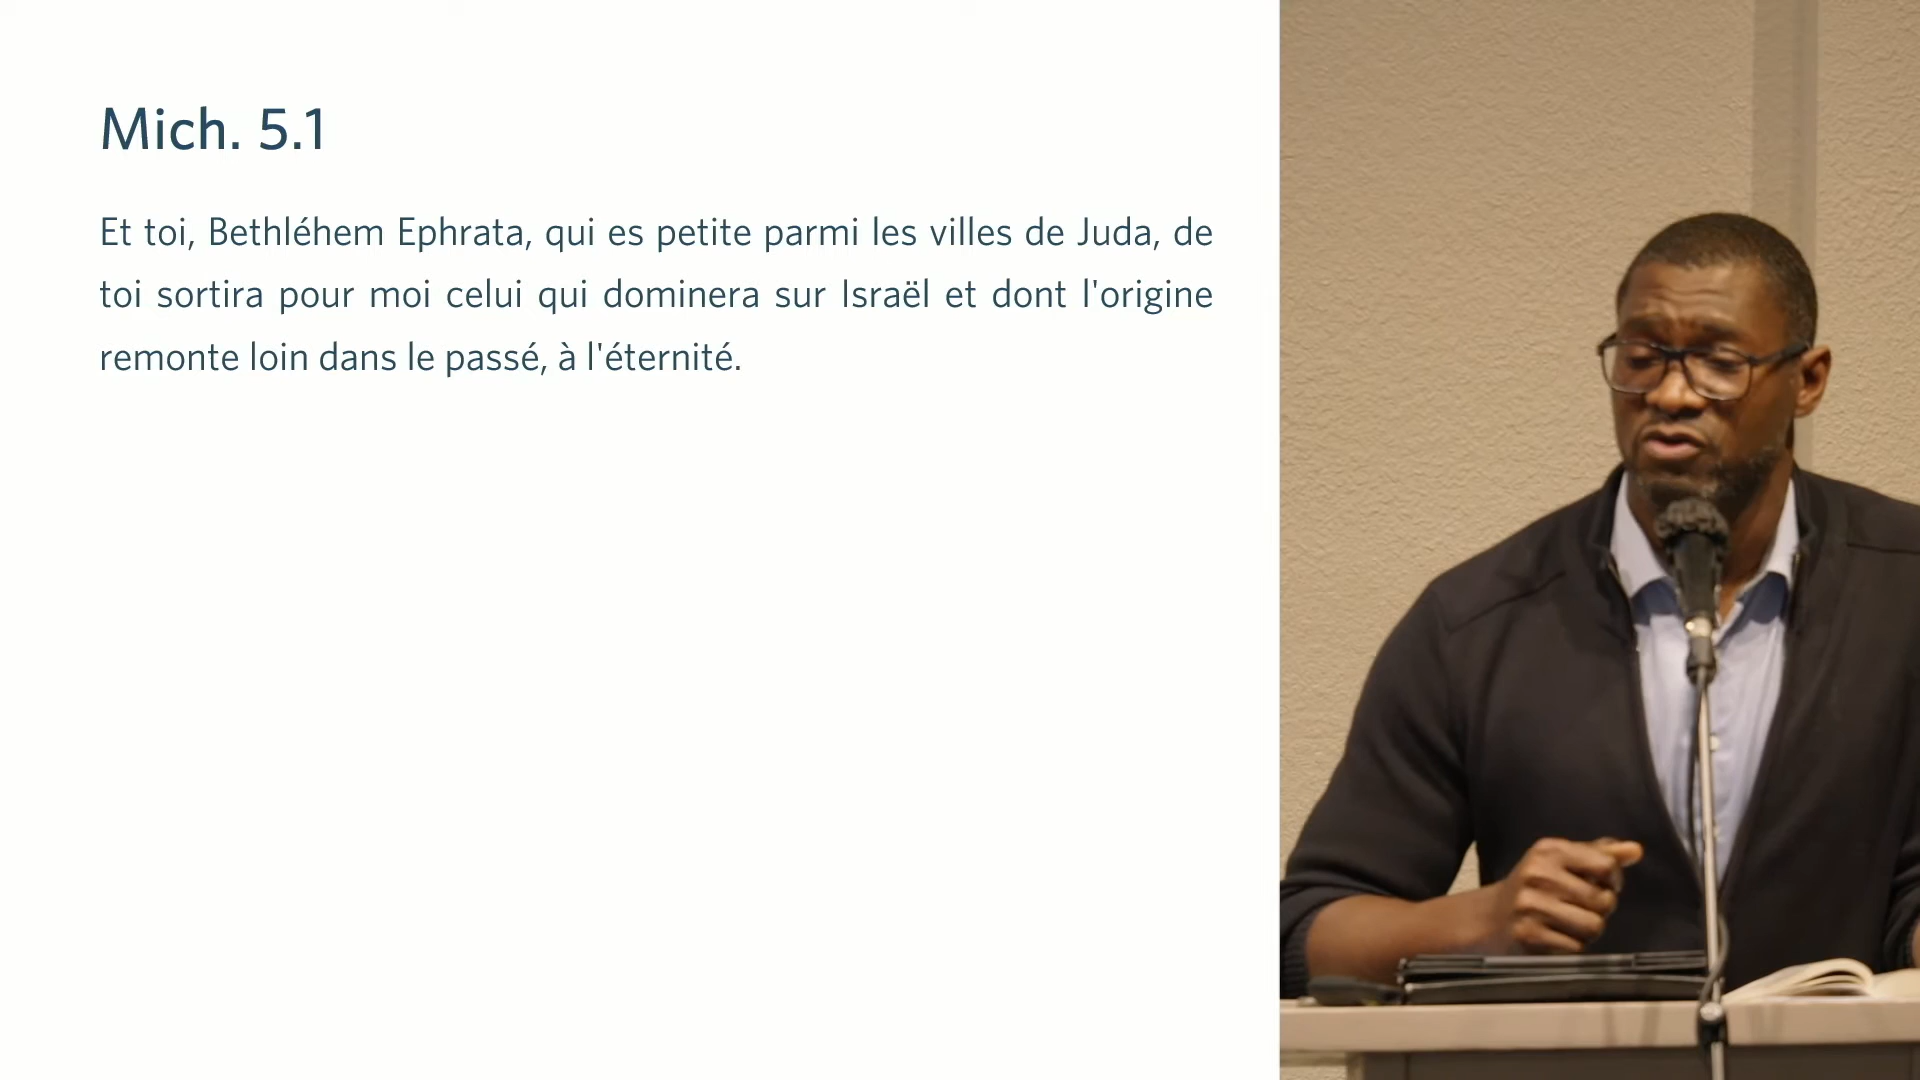 Mich. 5.1
Et toi, Bethléhem Ephrata, qui es petite parmi les villes de Juda, de
toi sortira pour moi celui qui dominera sur Israël et dont l'origine
remonte loin dans le passé, à l'éternité.